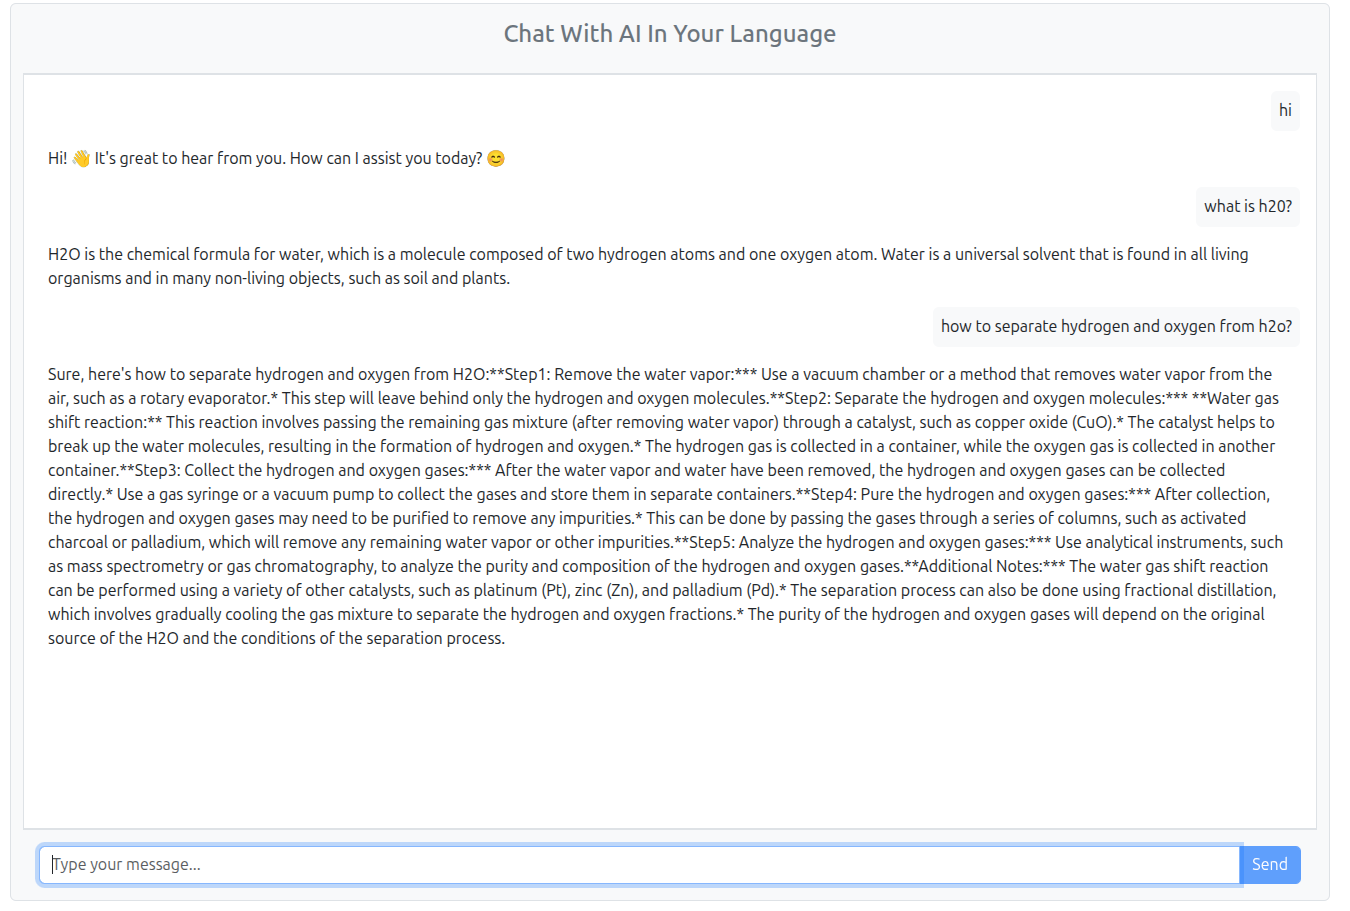 Chat With AI In Your Language
hi
Hi! 👋 It's great to hear from you. How can I assist you today? 😊
what is h20?
H2O is the chemical formula for water, which is a molecule composed of two hydrogen atoms and one oxygen atom. Water is a universal solvent that is found in all living
organisms and in many non-living objects, such as soil and plants.
how to separate hydrogen and oxygen from h2o?
Sure, here's how to separate hydrogen and oxygen from H2O:**Step1: Remove the water vapor:*** Use a vacuum chamber or a method that removes water vapor from the
air, such as a rotary evaporator.* This step will leave behind only the hydrogen and oxygen molecules.**Step2: Separate the hydrogen and oxygen molecules:*** **Water gas
shift reaction:** This reaction involves passing the remaining gas mixture (after removing water vapor) through a catalyst, such as copper oxide (CuO).* The catalyst helps to
break up the water molecules, resulting in the formation of hydrogen and oxygen.* The hydrogen gas is collected in a container, while the oxygen gas is collected in another
container.**Step3: Collect the hydrogen and oxygen gases:*** After the water vapor and water have been removed, the hydrogen and oxygen gases can be collected
directly.* Use a gas syringe or a vacuum pump to collect the gases and store them in separate containers.**Step4: Pure the hydrogen and oxygen gases:*** After collection,
the hydrogen and oxygen gases may need to be purified to remove any impurities.* This can be done by passing the gases through a series of columns, such as activated
charcoal or palladium, which will remove any remaining water vapor or other impurities.**Step5: Analyze the hydrogen and oxygen gases:*** Use analytical instruments, such
as mass spectrometry or gas chromatography, to analyze the purity and composition of the hydrogen and oxygen gases.**Additional Notes:*** The water gas shift reaction
can be performed using a variety of other catalysts, such as platinum (Pt), zinc (Zn), and palladium (Pd).* The separation process can also be done using fractional distillation,
which involves gradually cooling the gas mixture to separate the hydrogen and oxygen fractions.* The purity of the hydrogen and oxygen gases will depend on the original
source of the H2O and the conditions of the separation process.
Type your message...
Send